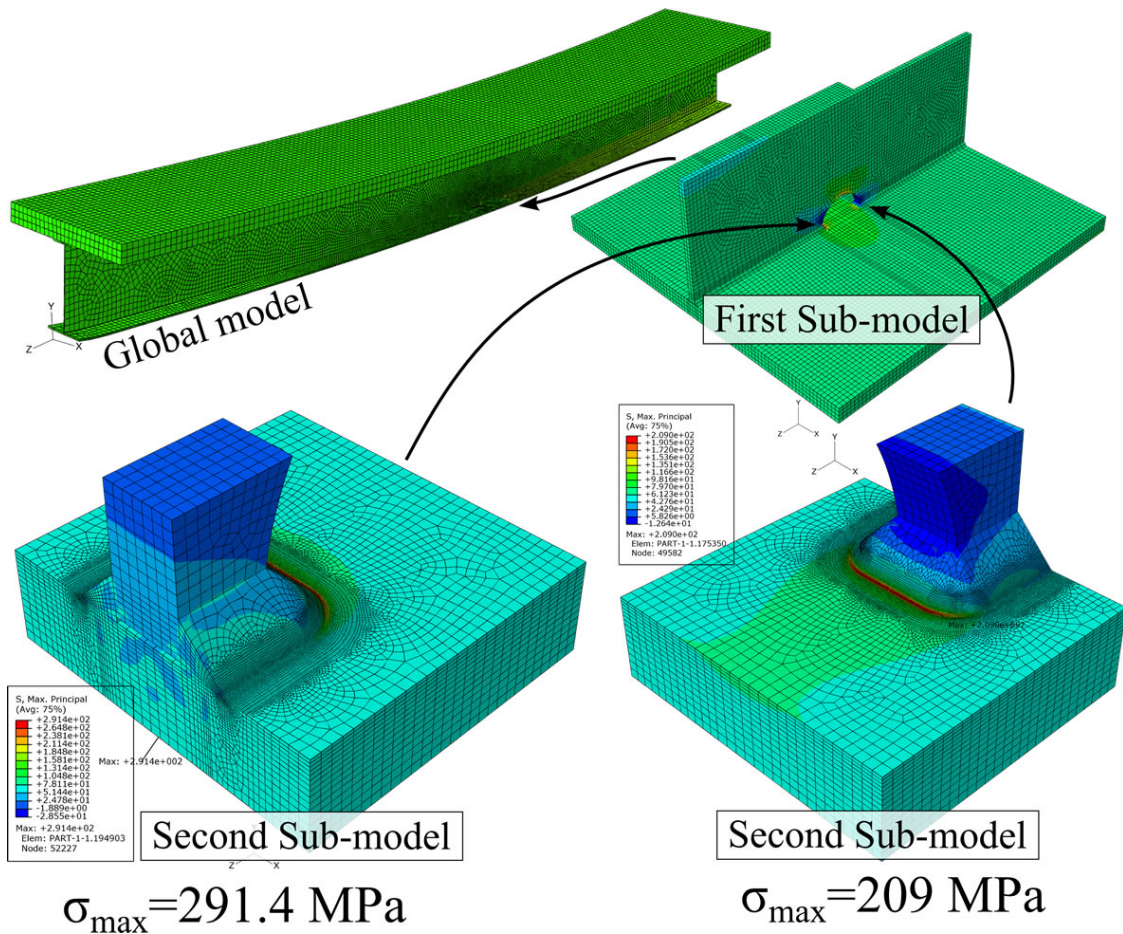 Global model
Y
Z
X
First Sub-model
Y
Z
X
Y
Z
X
S, Max. Principal
(Avg: 75%)
+2.090e+02
+1.905e+02
+1.720e+02
+1.536e+02
+1.351e+02
+1.166e+02
+9.816e+01
+7.970e+01
+6.123e+01
+4.276e+01
+2.429e+01
+5.826e+00
-1.264e+01
Max: +2.090e+02
Elem: PART-1-1.175350
Node: 49582
Max: +2.090e+002
S, Max. Principal
(Avg: 75%)
+2.914e+02
+2.648e+02
+2.381e+02
+2.114e+02
+1.848e+02
+1.581e+02
+1.314e+02
+1.048e+02
+7.811e+01
+5.144e+01
+2.478e+01
-1.889e+00
-2.855e+01
Max: +2.914e+02
Elem: PART-1-1.194903
Node: 52227
Max: +2.914e+002
Second Sub-model
Z
X
Second Sub-model
σmax=291.4 MPa
σmax=209 MPa